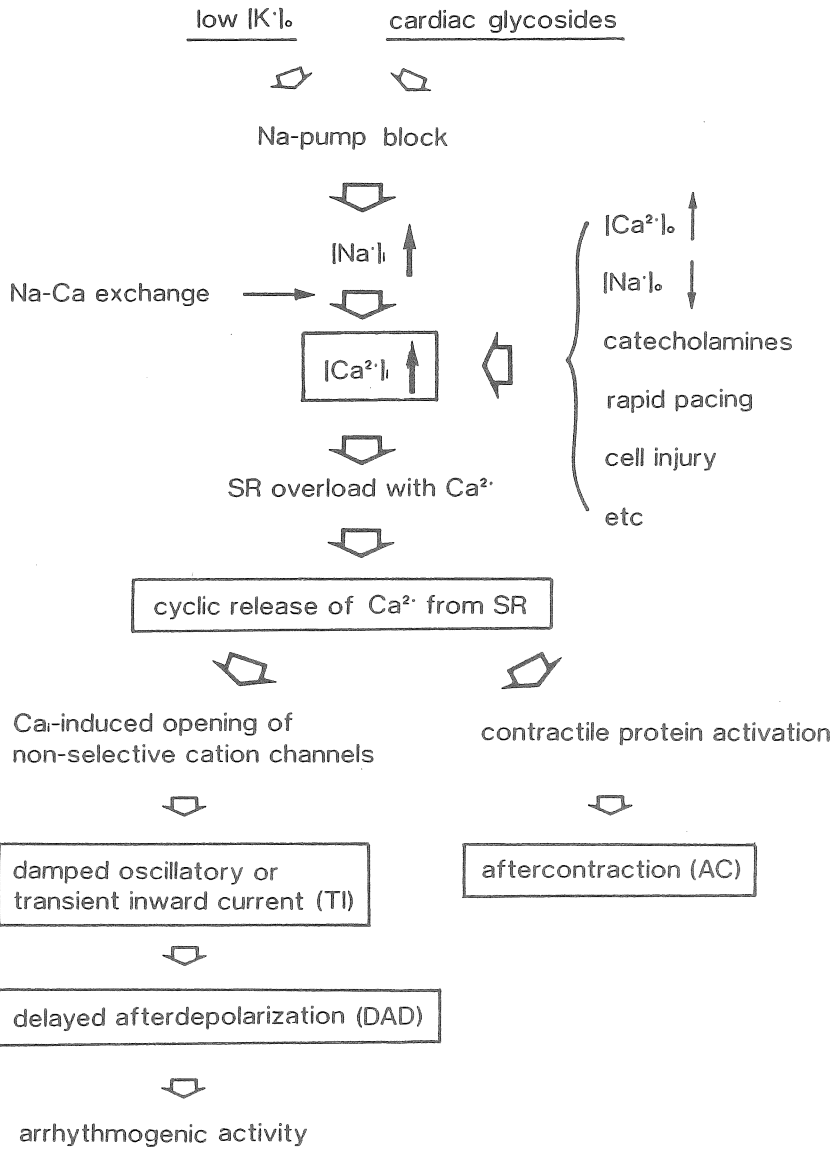 low [K⁺]o
cardiac glycosides
Na-pump block
[Na⁺]i
Na-Ca exchange
[Ca²⁺]i
[Ca²⁺]o
[Na⁺]o
catecholamines
rapid pacing
cell injury
etc
SR overload with Ca²⁺
cyclic release of Ca²⁺ from SR
Cai-induced opening of
non-selective cation channels
contractile protein activation
damped oscillatory or
transient inward current (TI)
aftercontraction (AC)
delayed afterdepolarization (DAD)
arrhythmogenic activity